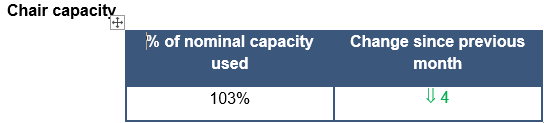 Chair capacity
% of nominal capacity
used
Change since previous
month
103%
⇓ 4